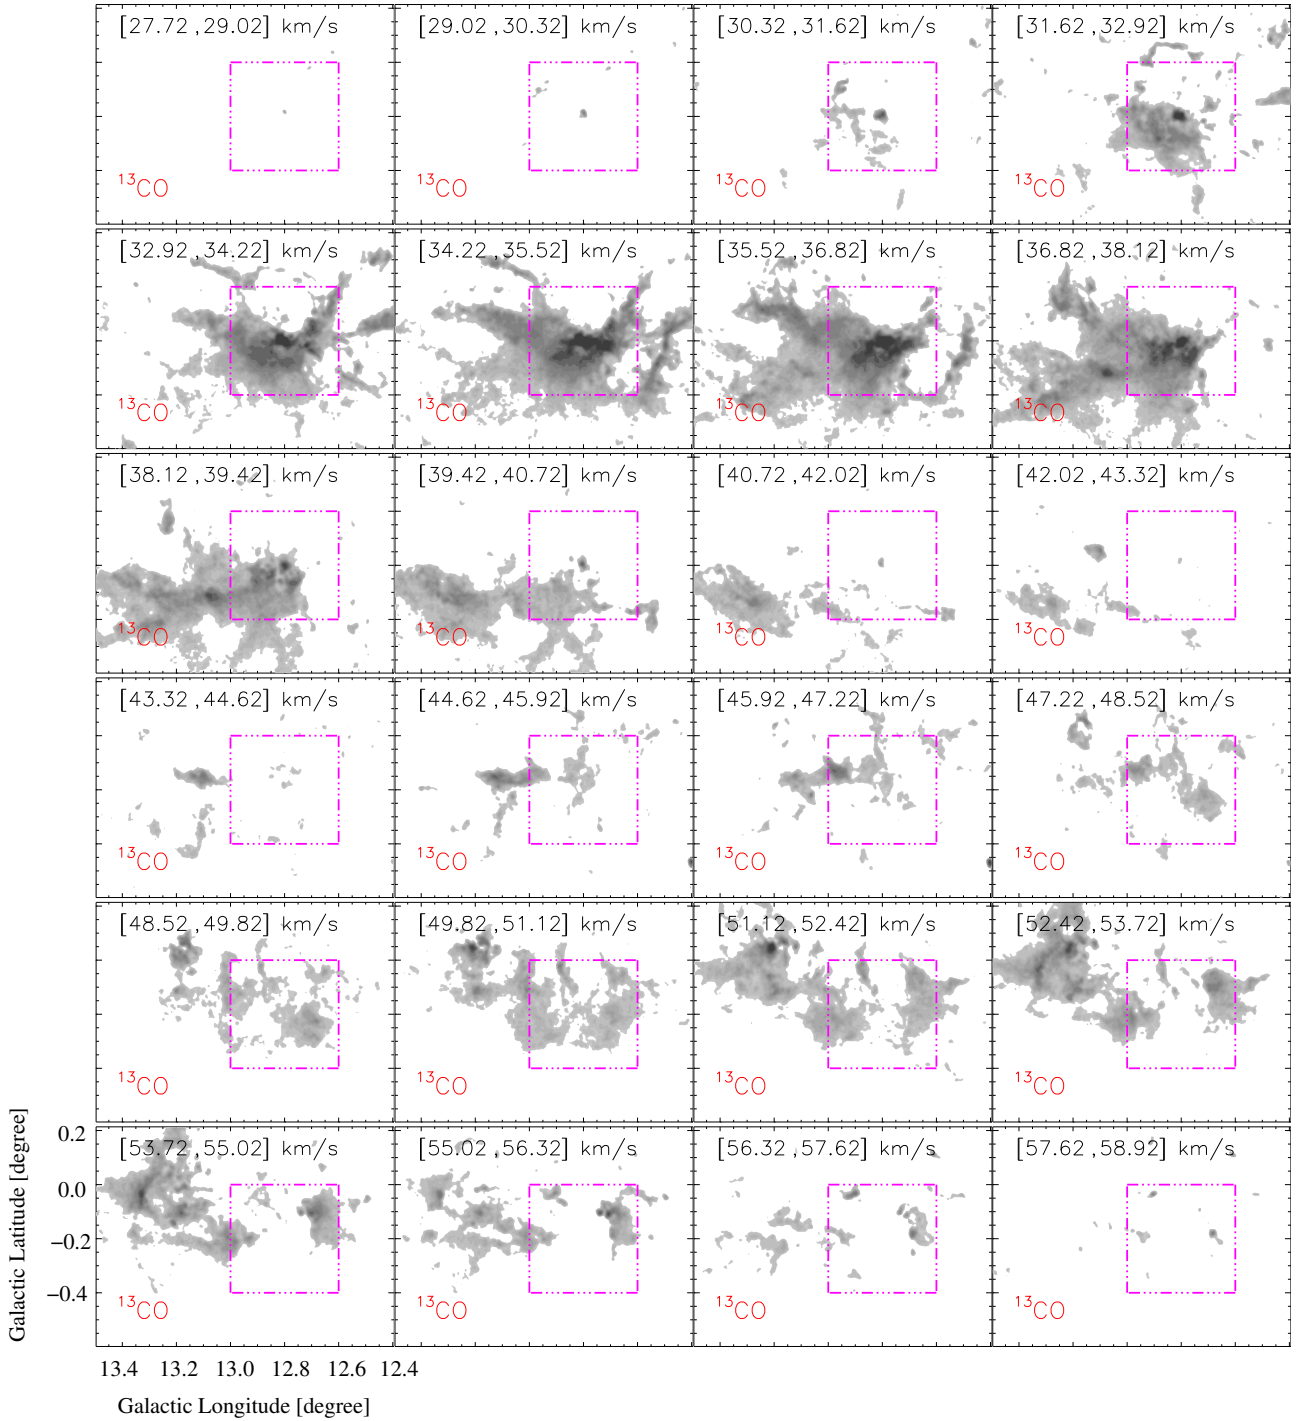 [27.72 ,29.02] km/s
[29.02 ,30.32] km/s
[30.32 ,31.62] km/s
[31.62 ,32.92] km/s
¹³CO
¹³CO
¹³CO
¹³CO
[32.92 ,34.22] km/s
[34.22 ,35.52] km/s
[35.52 ,36.82] km/s
[36.82 ,38.12] km/s
¹³CO
¹³CO
¹³CO
¹³CO
[38.12 ,39.42] km/s
[39.42 ,40.72] km/s
[40.72 ,42.02] km/s
[42.02 ,43.32] km/s
¹³CO
¹³CO
¹³CO
¹³CO
[43.32 ,44.62] km/s
[44.62 ,45.92] km/s
[45.92 ,47.22] km/s
[47.22 ,48.52] km/s
¹³CO
¹³CO
¹³CO
¹³CO
[48.52 ,49.82] km/s
[49.82 ,51.12] km/s
[51.12 ,52.42] km/s
[52.42 ,53.72] km/s
¹³CO
¹³CO
¹³CO
¹³CO
[53.72 ,55.02] km/s
[55.02 ,56.32] km/s
[56.32 ,57.62] km/s
[57.62 ,58.92] km/s
¹³CO
¹³CO
¹³CO
¹³CO
Galactic Latitude [degree]
0.2
0.0
−0.2
−0.4
13.4 13.2 13.0 12.8 12.6 12.4
Galactic Longitude [degree]